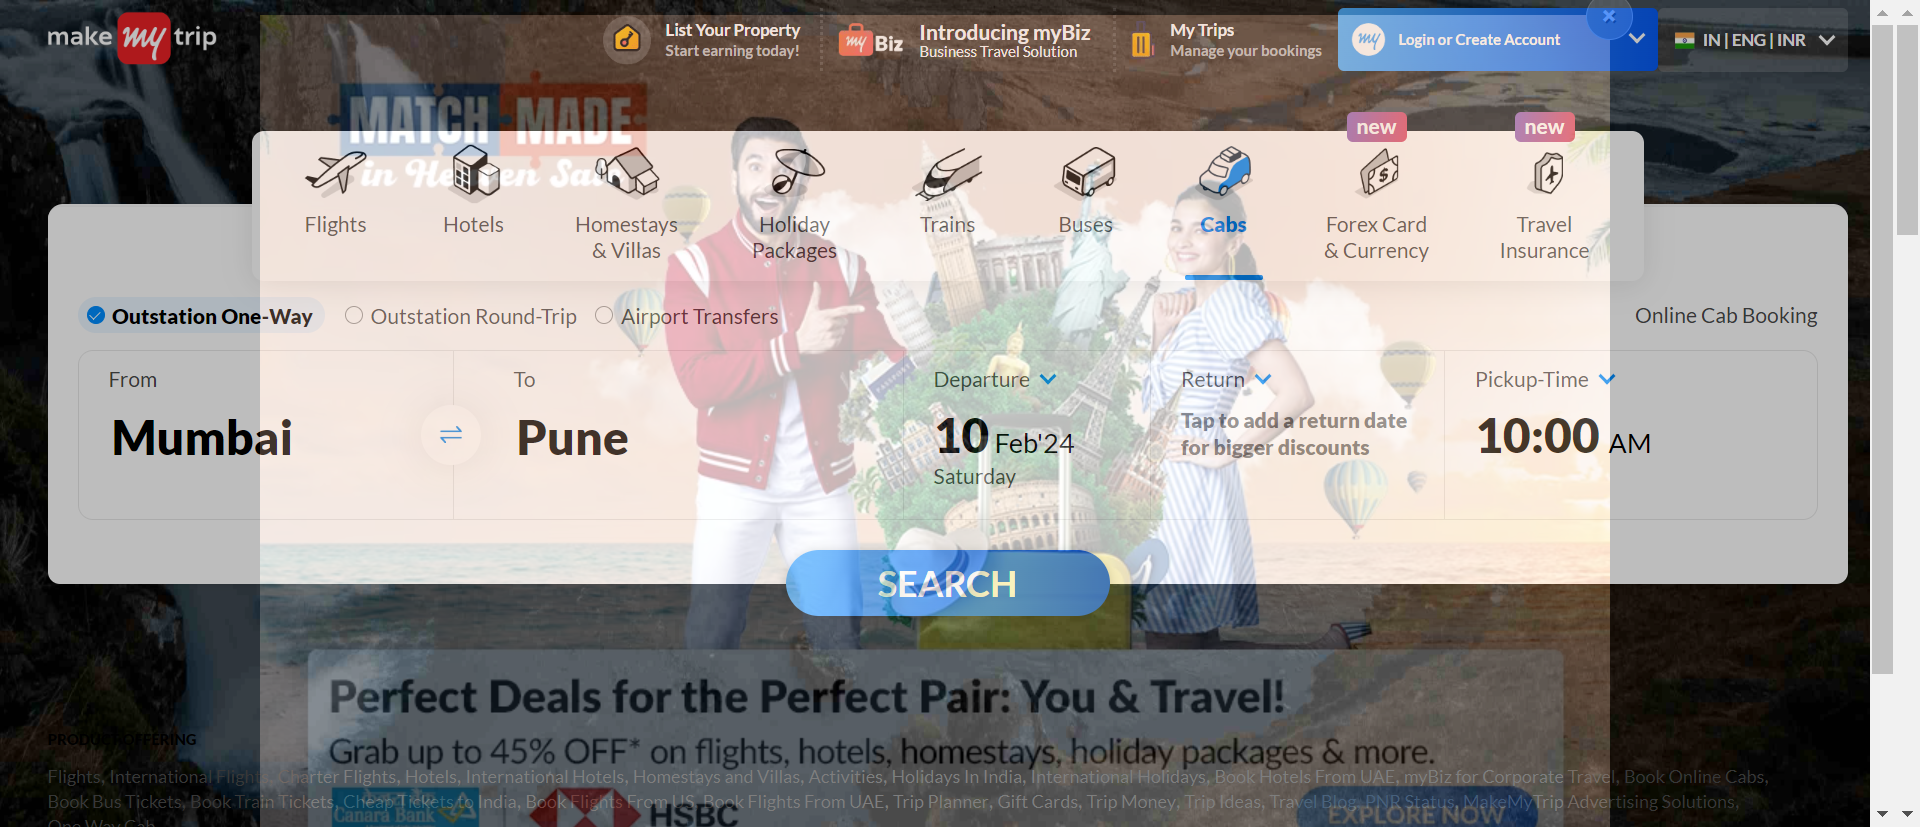 make my trip
List Your Property
Start earning today!
my Biz
Introducing myBiz
Business Travel Solution
My Trips
Manage your bookings
my
Login or Create Account
IN | ENG | INR
MATCH MADE
in Heaven Sale
new
new
Flights
Hotels
Homestays
& Villas
Holiday
Packages
Trains
Buses
Cabs
Forex Card
& Currency
Travel
Insurance
Outstation One-Way
Outstation Round-Trip
Airport Transfers
Online Cab Booking
From
Mumbai
To
Pune
Departure
10 Feb'24
Saturday
Return
Tap to add a return date
for bigger discounts
Pickup-Time
10:00 AM
SEARCH
Perfect Deals for the Perfect Pair: You & Travel!
Grab up to 45% OFF* on flights, hotels, homestays, holiday packages & more.
PRODUCT OFFERING
Flights, International Flights, Charter Flights, Hotels, International Hotels, Homestays and Villas, Activities, Holidays In India, International Holidays, Book Hotels From UAE, myBiz for Corporate Travel, Book Online Cabs,
Book Bus Tickets, Book Train Tickets, Cheap Tickets to India, Book Flights From US, Book Flights From UAE, Trip Planner, Gift Cards, Trip Money, Trip Ideas, Travel Blog, PNR Status, MakeMyTrip Advertising Solutions,
One Way Cab
Canara Bank
HSBC
EXPLORE NOW